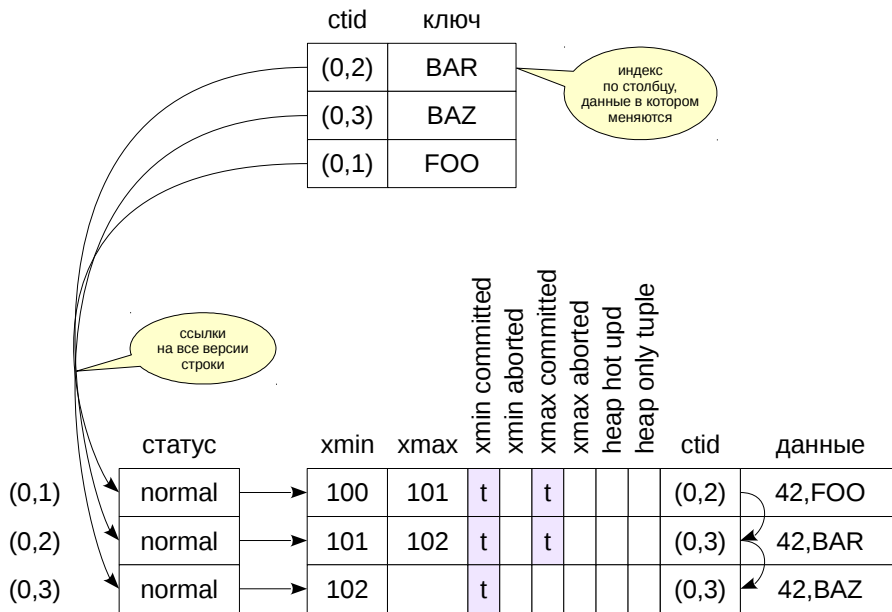 ctid ключ
(0,2) BAR
(0,3) BAZ
(0,1) FOO
индекс
по столбцу,
данные в котором
меняются
ссылки
на все версии
строки
статус xmin xmax xmin committed xmin aborted xmax committed xmax aborted heap hot upd heap only tuple ctid данные
(0,1) normal 100 101 t t (0,2) 42,FOO
(0,2) normal 101 102 t t (0,3) 42,BAR
(0,3) normal 102 t (0,3) 42,BAZ